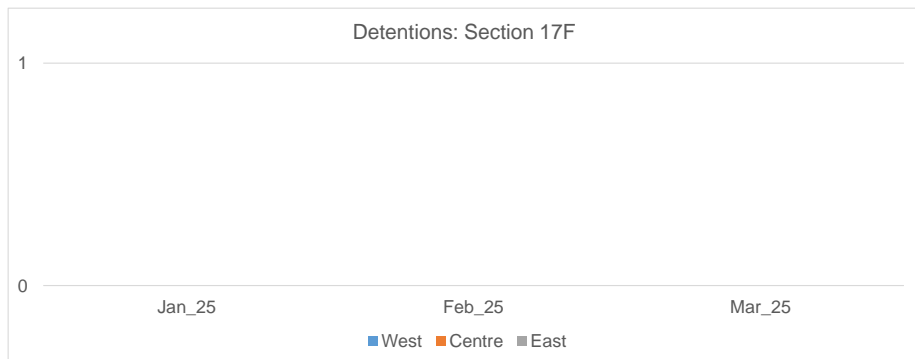 Detentions: Section 17F
1
0
Jan_25 Feb_25 Mar_25
West Centre East